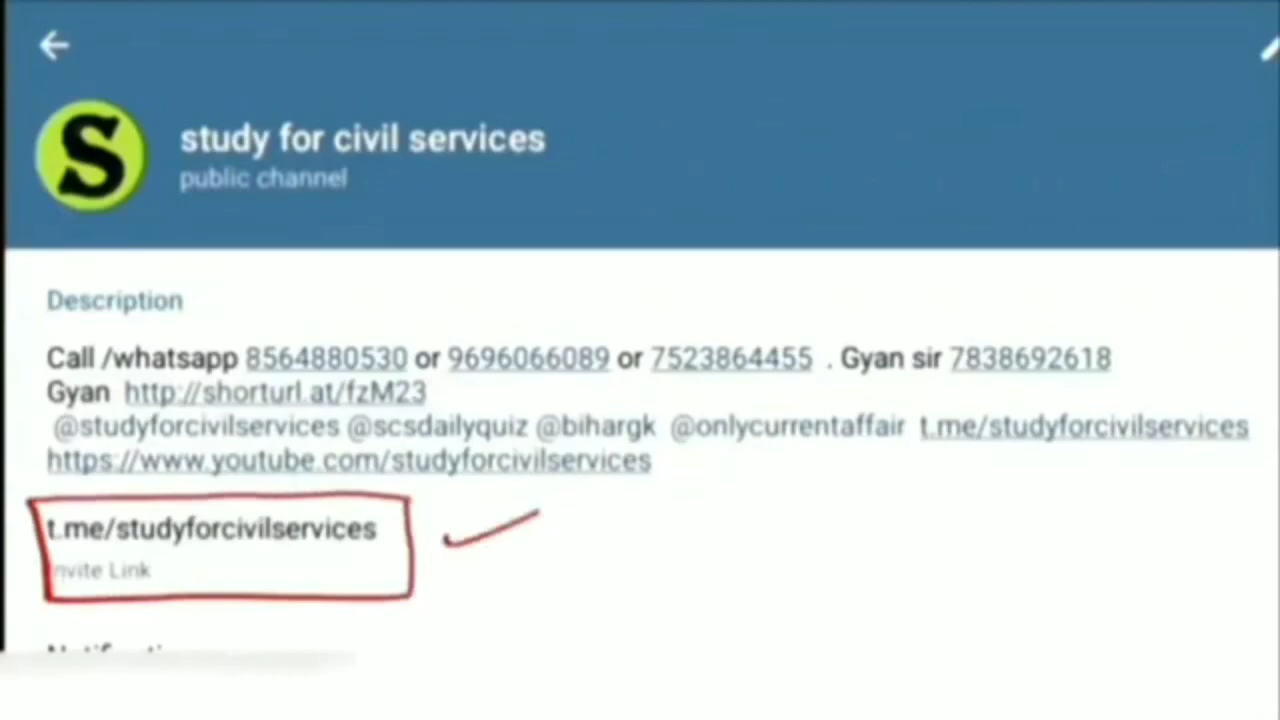 S
study for civil services
public channel
Description
Call /whatsapp 8564880530 or 9696066089 or 7523864455 . Gyan sir 7838692618
Gyan http://shorturl.at/fzM23
@studyforcivilservices @scsdailyquiz @bihargk @onlycurrentaffair t.me/studyforcivilservices
https://www.youtube.com/studyforcivilservices
t.me/studyforcivilservices
nvite Link